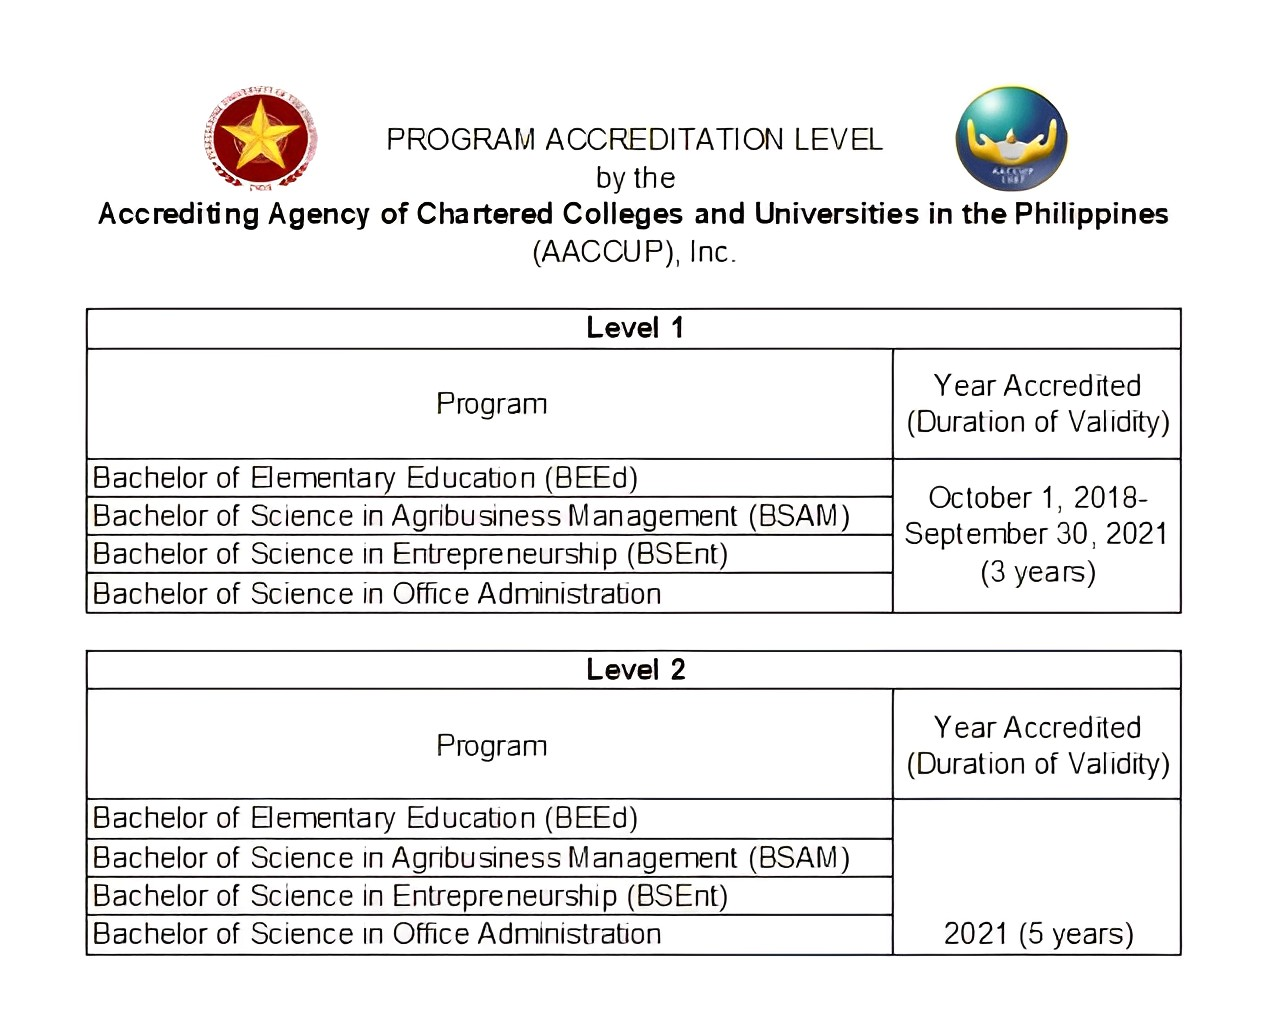 PROGRAM ACCREDITATION LEVEL
by the
Accrediting Agency of Chartered Colleges and Universities in the Philippines
(AACCUP), Inc.
Level 1
Program
Year Accredited
(Duration of Validity)
Bachelor of Elementary Education (BEEd)
Bachelor of Science in Agribusiness Management (BSAM)
Bachelor of Science in Entrepreneurship (BSEnt)
Bachelor of Science in Office Administration
October 1, 2018-
September 30, 2021
(3 years)
Level 2
Program
Year Accredited
(Duration of Validity)
Bachelor of Elementary Education (BEEd)
Bachelor of Science in Agribusiness Management (BSAM)
Bachelor of Science in Entrepreneurship (BSEnt)
Bachelor of Science in Office Administration
2021 (5 years)